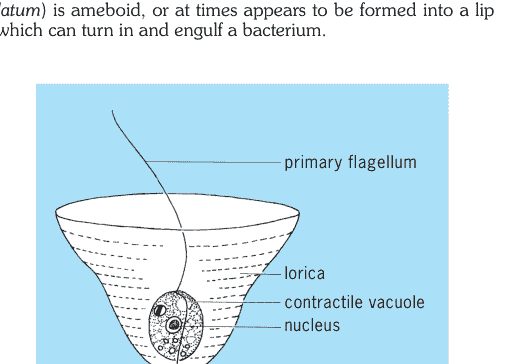 latum) is ameboid, or at times appears to be formed into a lip
which can turn in and engulf a bacterium.
primary flagellum
lorica
contractile vacuole
nucleus